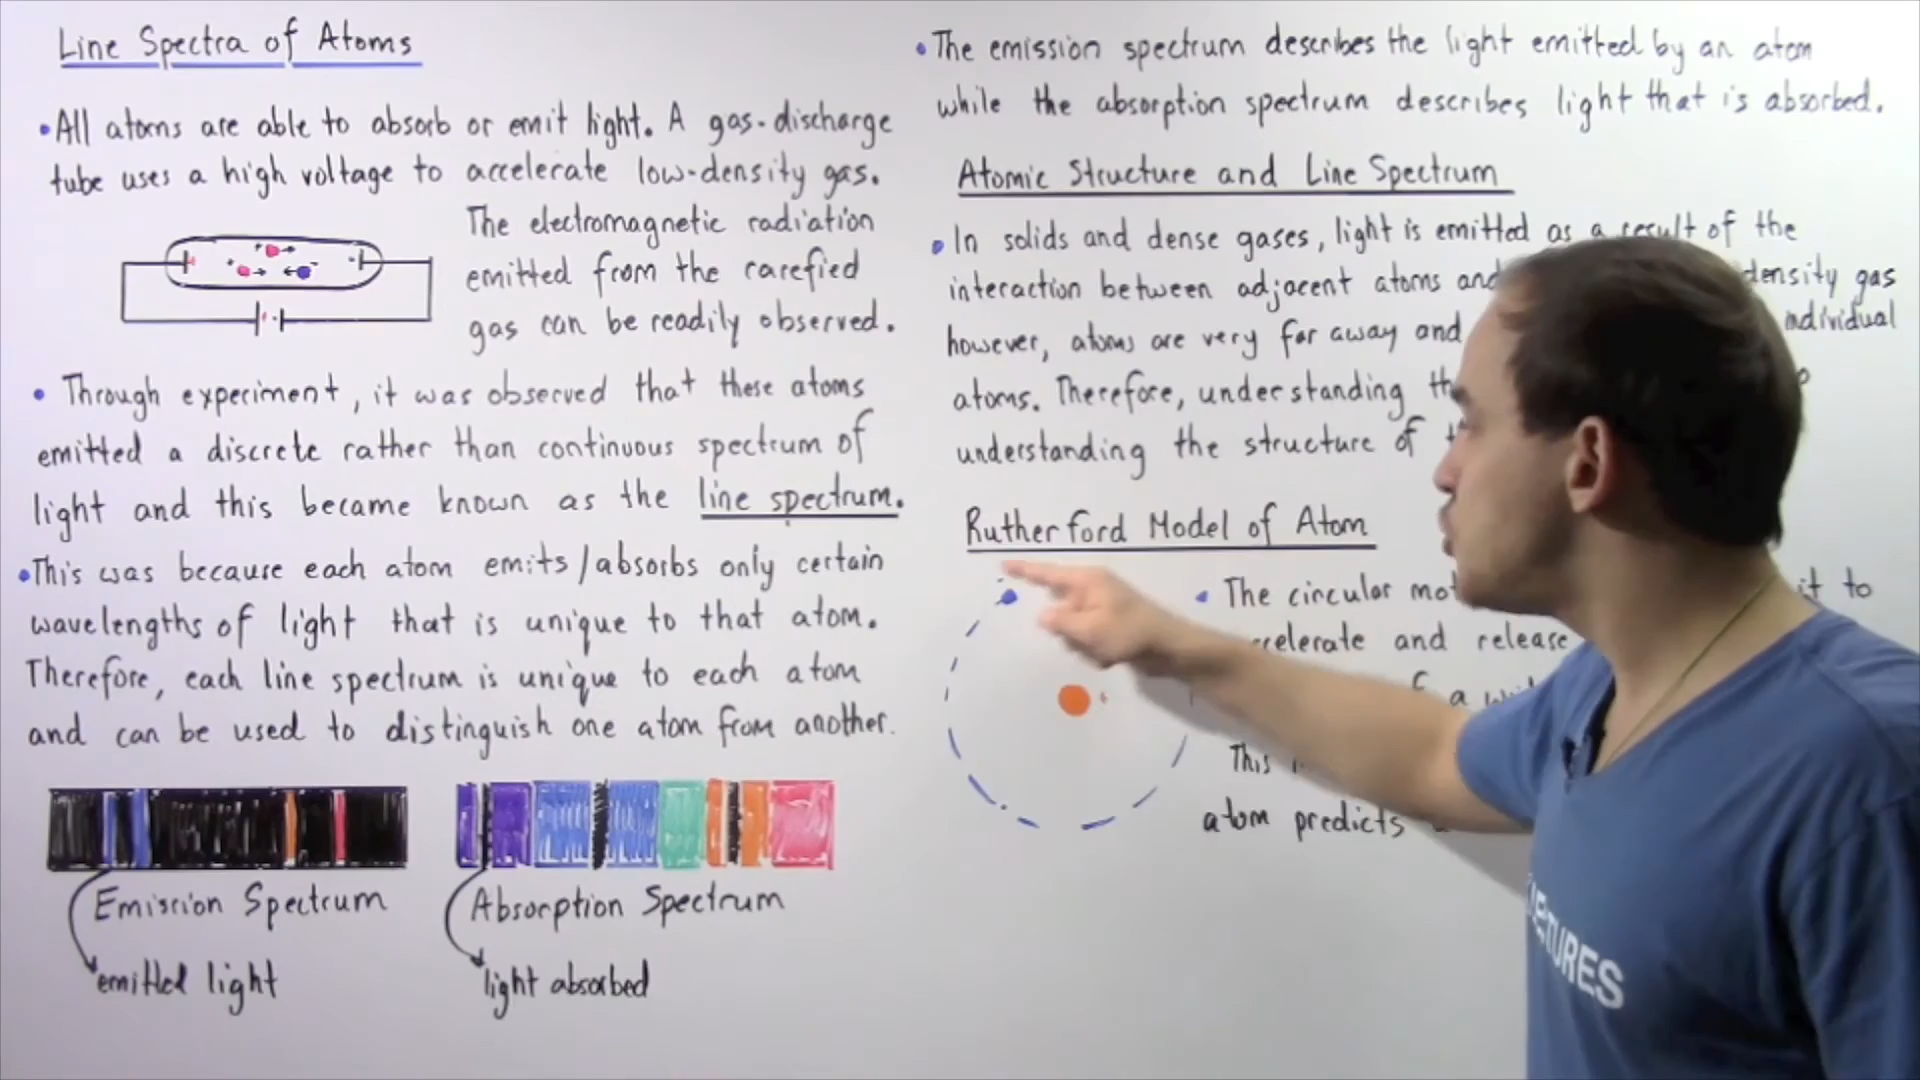 Line Spectra of Atoms
• All atoms are able to absorb or emit light. A gas-discharge
tube uses a high voltage to accelerate low-density gas.
The electromagnetic radiation
emitted from the rarefied
gas can be readily observed.
• Through experiment, it was observed that these atoms
emitted a discrete rather than continuous spectrum of
light and this became known as the line spectrum.
• This was because each atom emits/absorbs only certain
wavelengths of light that is unique to that atom.
Therefore, each line spectrum is unique to each atom
and can be used to distinguish one atom from another.
Emission Spectrum
emitted light
Absorption Spectrum
light absorbed
• The emission spectrum describes the light emitted by an atom
while the absorption spectrum describes light that is absorbed.
Atomic Structure and Line Spectrum
• In solids and dense gases, light is emitted as a result of the
interaction between adjacent atoms and density gas
however, atoms are very far away and individual
atoms. Therefore, understanding
understanding the structure of
Rutherford Model of Atom
• The circular it to
and release
a
This
atom predicts